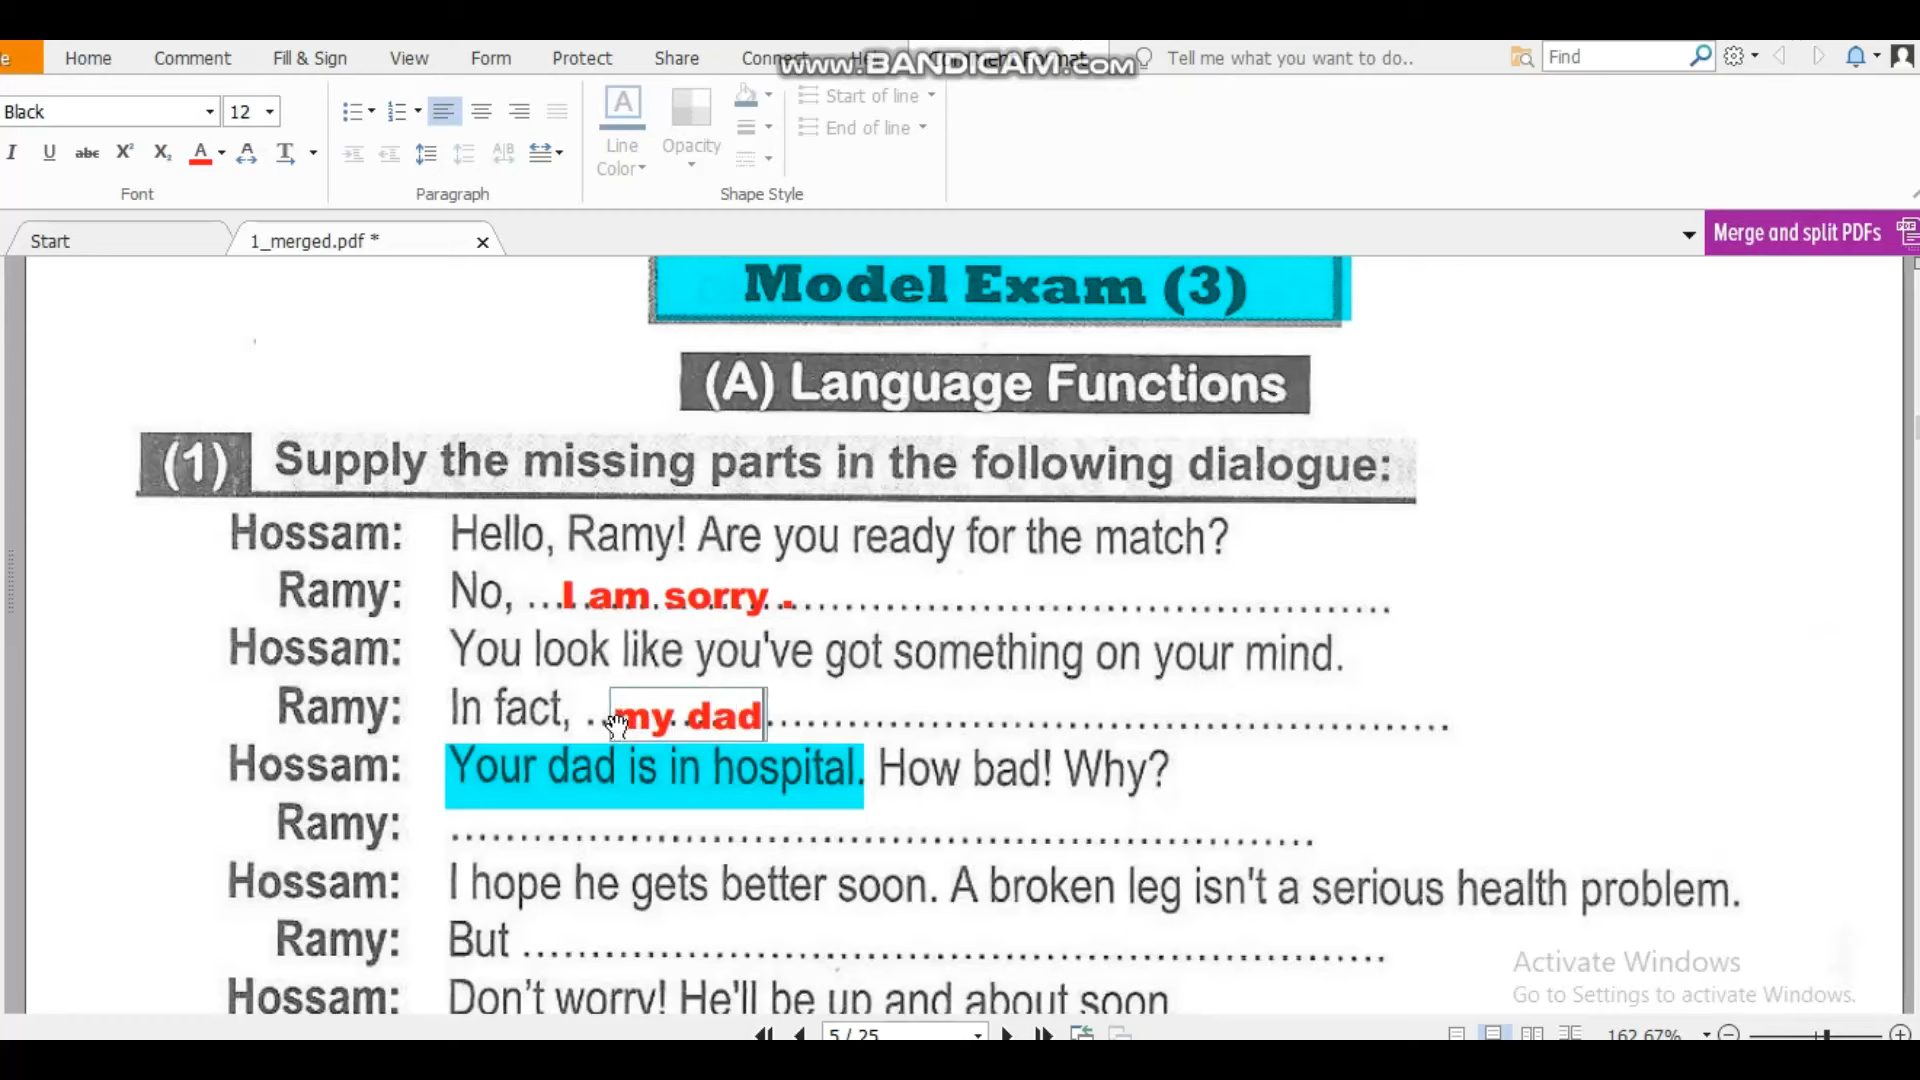 Home Comment Fill & Sign View Form Protect Share Connect Comment Format Tell me what you want to do.. Find
www.BANDICAM.com
Black 12 Start of line
End of line
Line Color Opacity
Font Paragraph Shape Style
Start 1_merged.pdf * Merge and split PDFs
Model Exam (3)
(A) Language Functions
(1) Supply the missing parts in the following dialogue:
Hossam: Hello, Ramy! Are you ready for the match?
Ramy: No, ... I am sorry . ..............................
Hossam: You look like you've got something on your mind.
Ramy: In fact, .. my dad ..............................
Hossam: Your dad is in hospital. How bad! Why?
Ramy: ..............................
Hossam: I hope he gets better soon. A broken leg isn't a serious health problem.
Ramy: But ..............................
Hossam: Don't worry! He'll be up and about soon
Activate Windows
Go to Settings to activate Windows.
5 / 25 162.67%